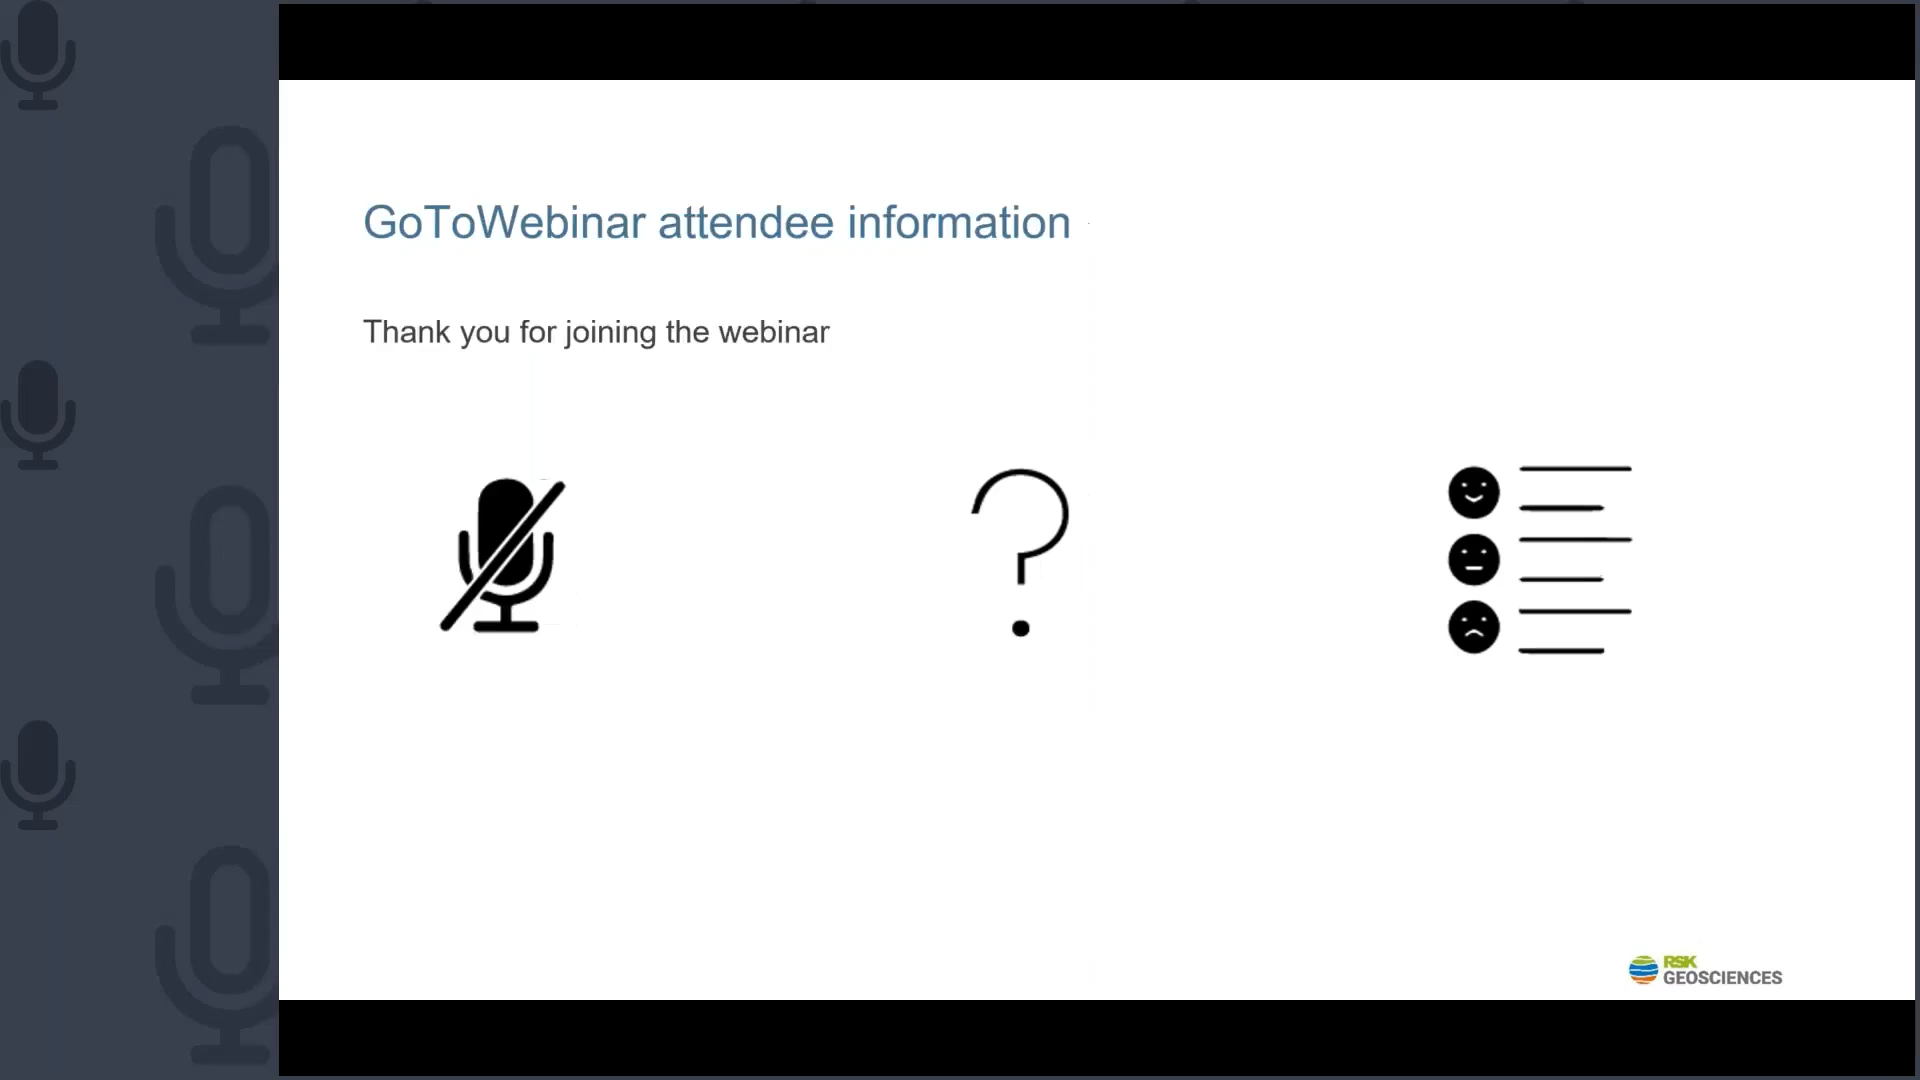 GoToWebinar attendee information
Thank you for joining the webinar
RSK
GEOSCIENCES